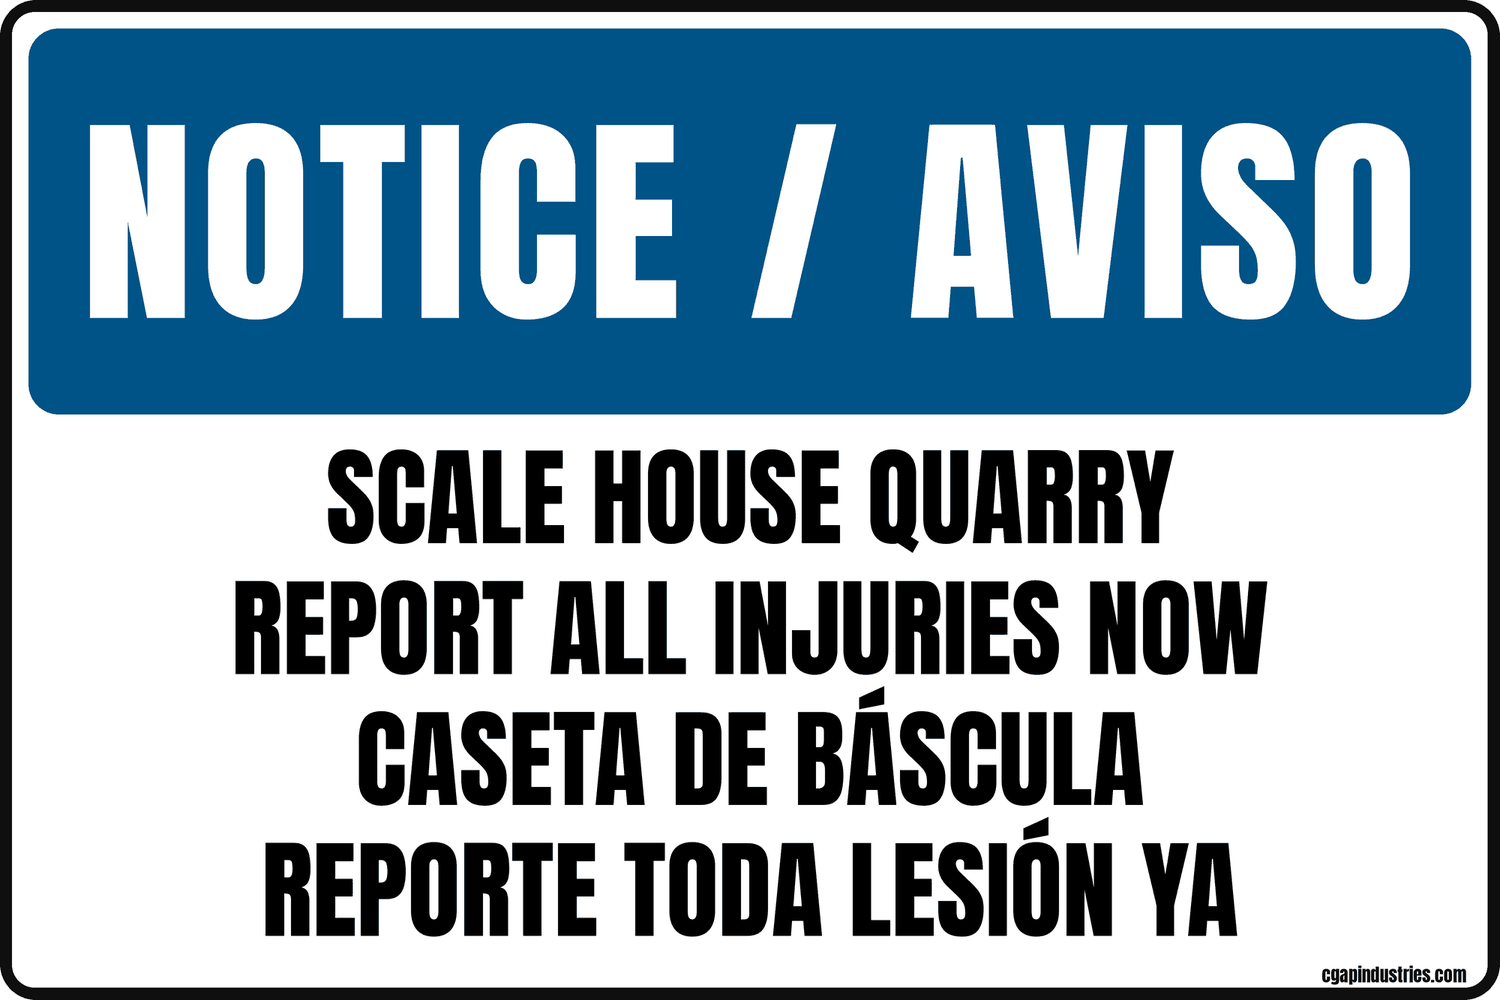 NOTICE / AVISO
SCALE HOUSE QUARRY
REPORT ALL INJURIES NOW
CASETA DE BÁSCULA
REPORTE TODA LESIÓN YA
cgapindustries.com